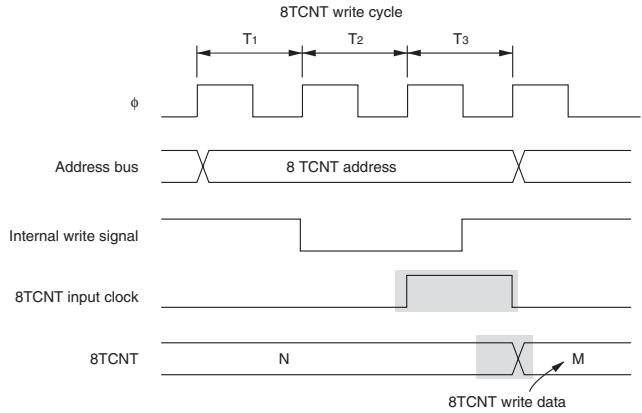 8TCNT write cycle
T1 T2 T3
ϕ
Address bus
8 TCNT address
Internal write signal
8TCNT input clock
8TCNT
N
M
8TCNT write data